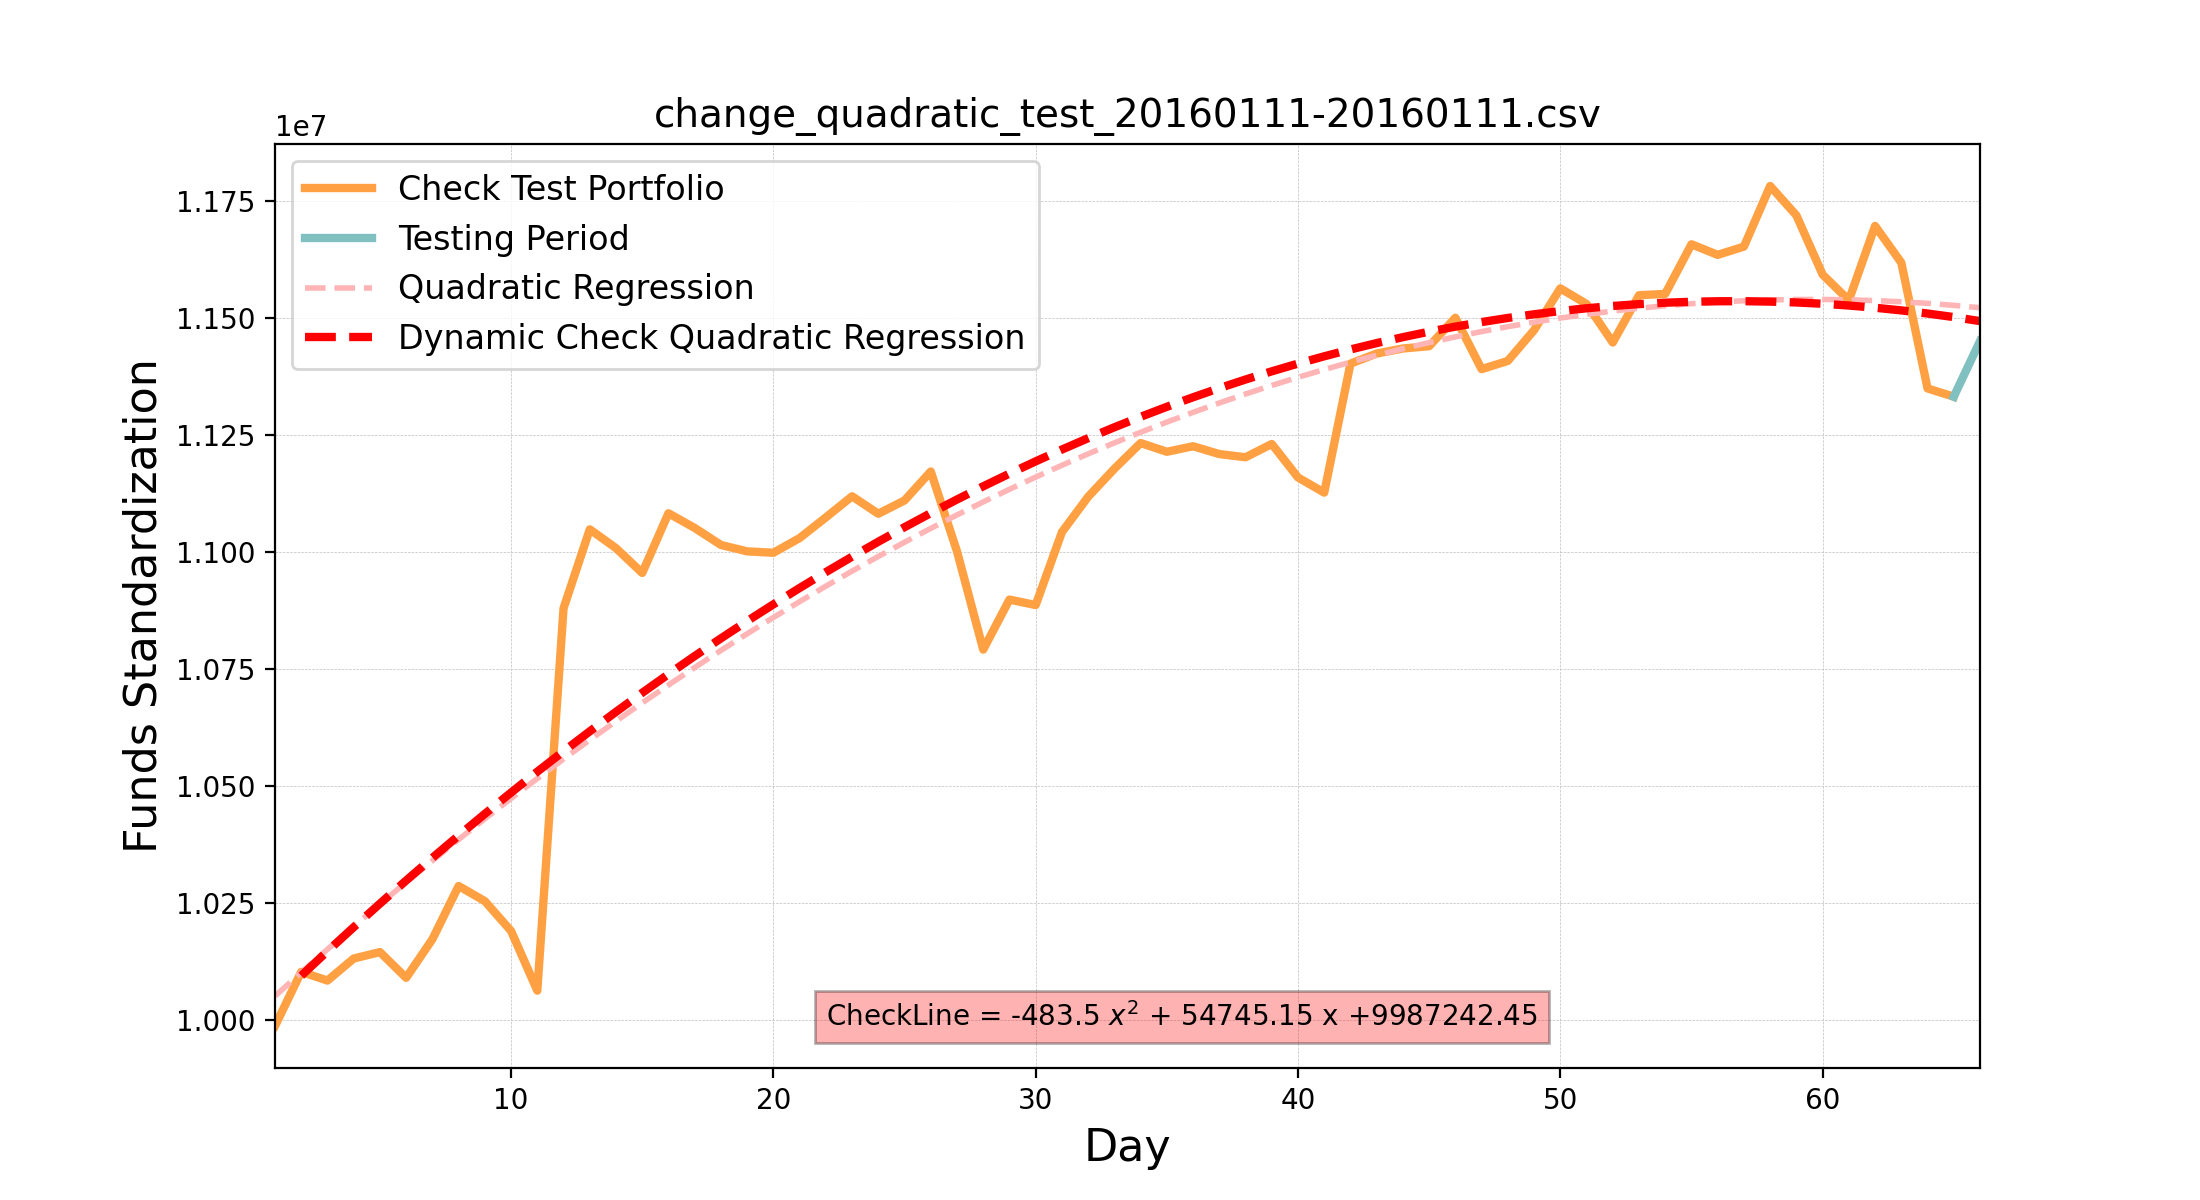 change_quadratic_test_20160111-20160111.csv
1e7
Check Test Portfolio
Testing Period
Quadratic Regression
Dynamic Check Quadratic Regression
Funds Standardization
1.175
1.150
1.125
1.100
1.075
1.050
1.025
1.000
CheckLine = -483.5 x² + 54745.15 x +9987242.45
10 20 30 40 50 60
Day